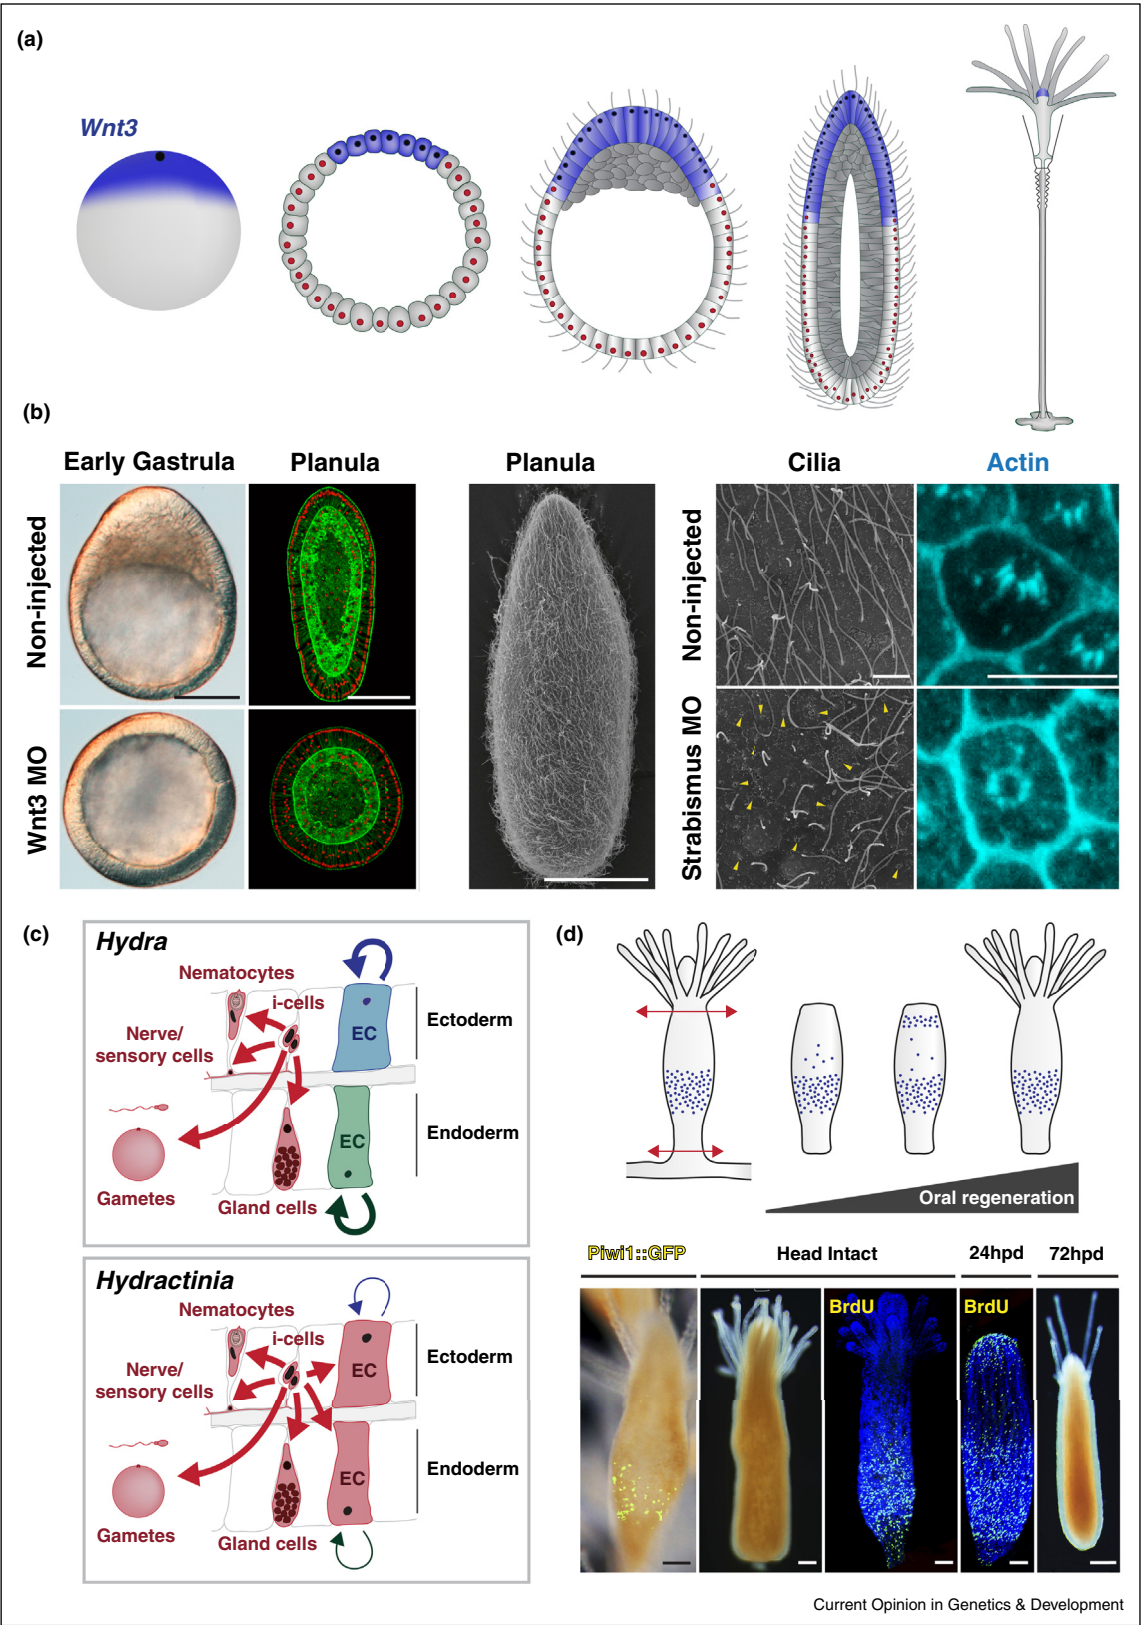 (a)
Wnt3
(b)
Early Gastrula
Planula
Planula
Cilia
Actin
Non-injected
Wnt3 MO
Non-injected
Strabismus MO
(c)
Hydra
Nematocytes
i-cells
Nerve/
sensory cells
EC
Ectoderm
EC
Endoderm
Gametes
Gland cells
Hydractinia
Nematocytes
i-cells
Nerve/
sensory cells
EC
Ectoderm
EC
Endoderm
Gametes
Gland cells
(d)
Oral regeneration
Piwi1::GFP
Head Intact
24hpd
72hpd
BrdU
BrdU
Current Opinion in Genetics & Development